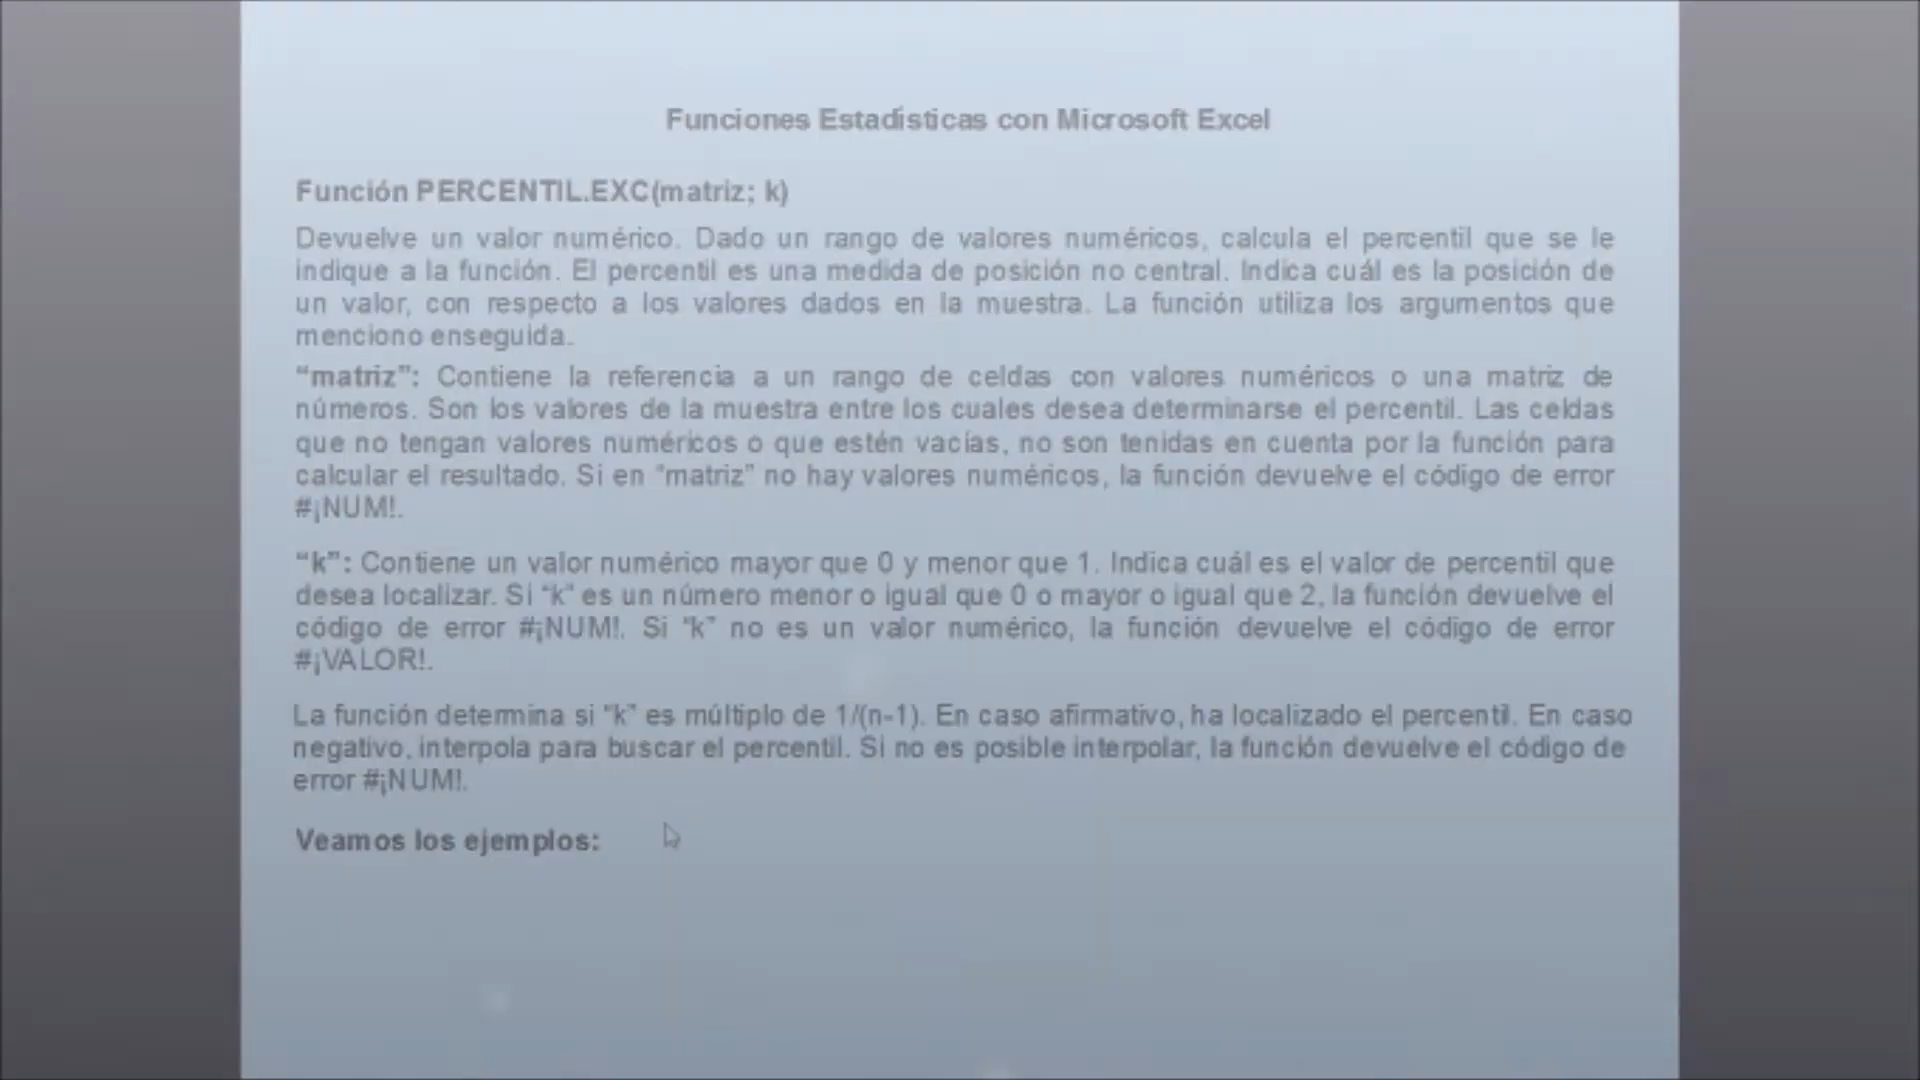 Funciones Estadísticas con Microsoft Excel
Función PERCENTIL.EXC(matriz; k)
Devuelve un valor numérico. Dado un rango de valores numéricos, calcula el percentil que se le
indique a la función. El percentil es una medida de posición no central. Indica cuál es la posición de
un valor, con respecto a los valores dados en la muestra. La función utiliza los argumentos que
menciono enseguida.
“matriz”: Contiene la referencia a un rango de celdas con valores numéricos o una matriz de
números. Son los valores de la muestra entre los cuales desea determinarse el percentil. Las celdas
que no tengan valores numéricos o que estén vacías, no son tenidas en cuenta por la función para
calcular el resultado. Si en “matriz” no hay valores numéricos, la función devuelve el código de error
#¡NUM!.
“k”: Contiene un valor numérico mayor que 0 y menor que 1. Indica cuál es el valor de percentil que
desea localizar. Si “k” es un número menor o igual que 0 o mayor o igual que 2, la función devuelve el
código de error #¡NUM!. Si “k” no es un valor numérico, la función devuelve el código de error
#¡VALOR!.
La función determina si “k” es múltiplo de 1/(n-1). En caso afirmativo, ha localizado el percentil. En caso
negativo, interpola para buscar el percentil. Si no es posible interpolar, la función devuelve el código de
error #¡NUM!.
Veamos los ejemplos: